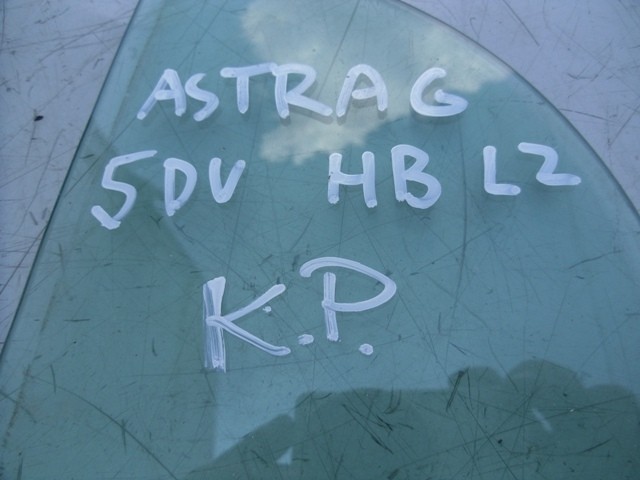 ASTRA G
5DV HB LZ
K.P.